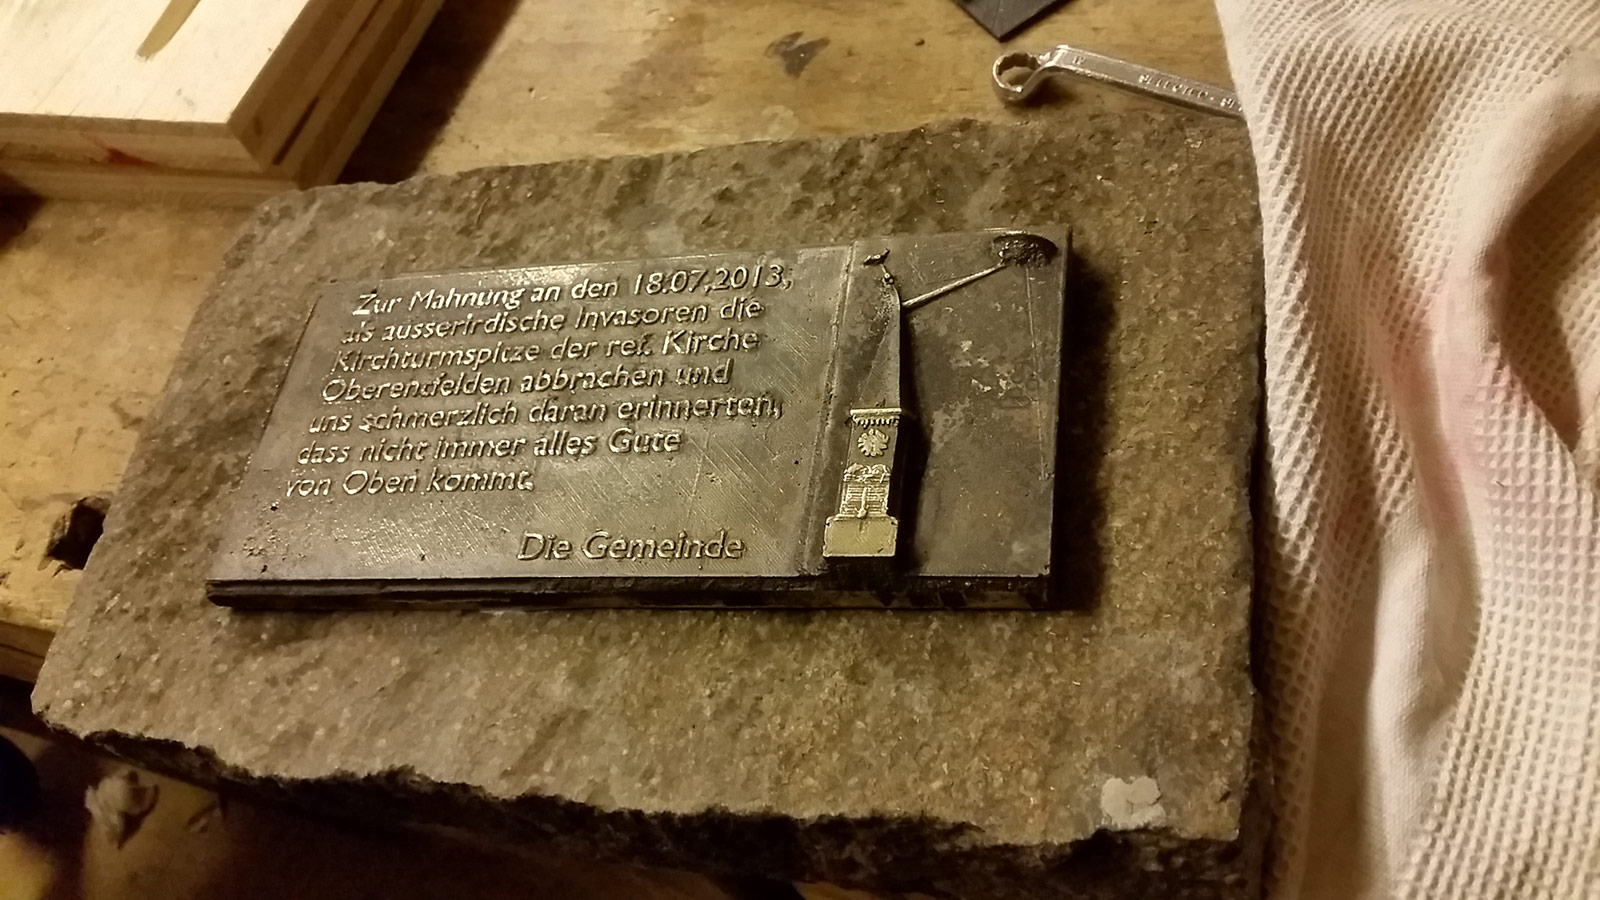 Zur Mahnung an den 18.07.2013,
als ausserirdische Invasoren die
Kirchturmspitze der ref. Kirche
Oberentfelden abbrachen und
uns schmerzlich daran erinnerten,
dass nicht immer alles Gute
von Oben kommt.
Die Gemeinde